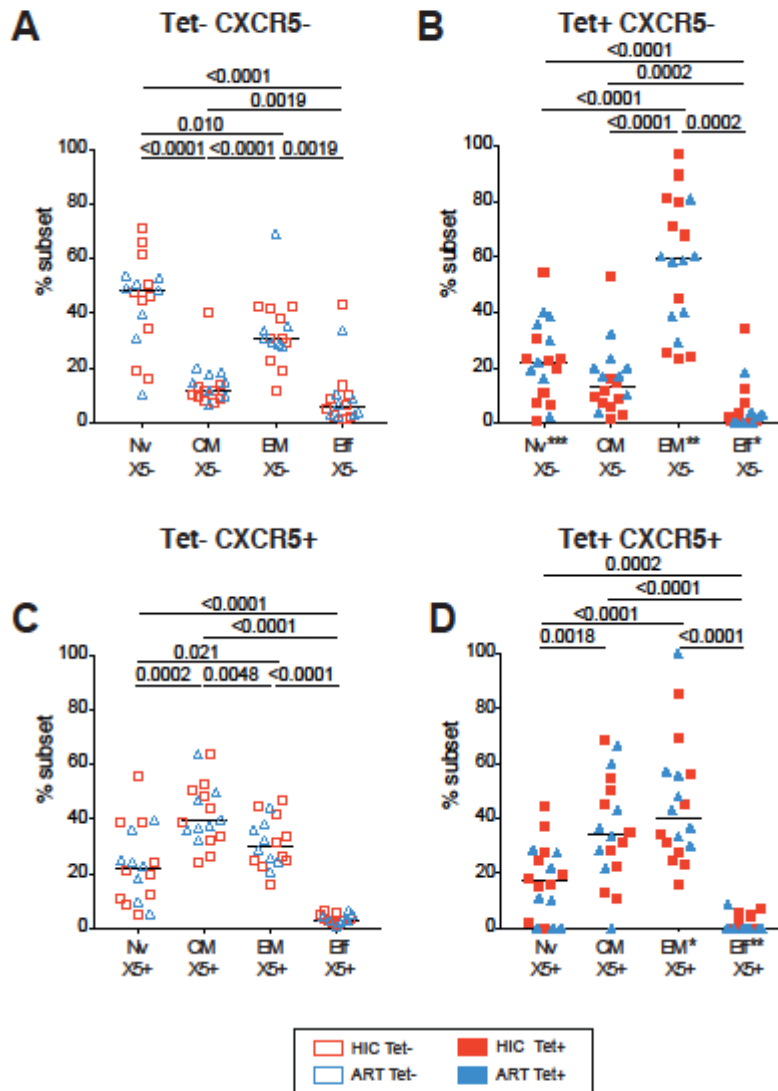 A
Tet- CXCR5-
<0.0001
0.0019
0.010
<0.0001 <0.0001 0.0019
100
80
60
40
20
0
% subset
Nv CM EM Eff
X5- X5- X5- X5-
B
Tet+ CXCR5-
<0.0001
0.0002
<0.0001
<0.0001 0.0002
100
80
60
40
20
0
% subset
Nv*** CM EM** Eff*
X5- X5- X5- X5-
C
Tet- CXCR5+
<0.0001
<0.0001
0.021
0.0002 0.0048 <0.0001
100
80
60
40
20
0
% subset
Nv CM EM Eff
X5+ X5+ X5+ X5+
D
Tet+ CXCR5+
0.0002
<0.0001
<0.0001
0.0018 <0.0001
100
80
60
40
20
0
% subset
Nv CM EM* Eff**
X5+ X5+ X5+ X5+
HIC Tet- HIC Tet+
ART Tet- ART Tet+